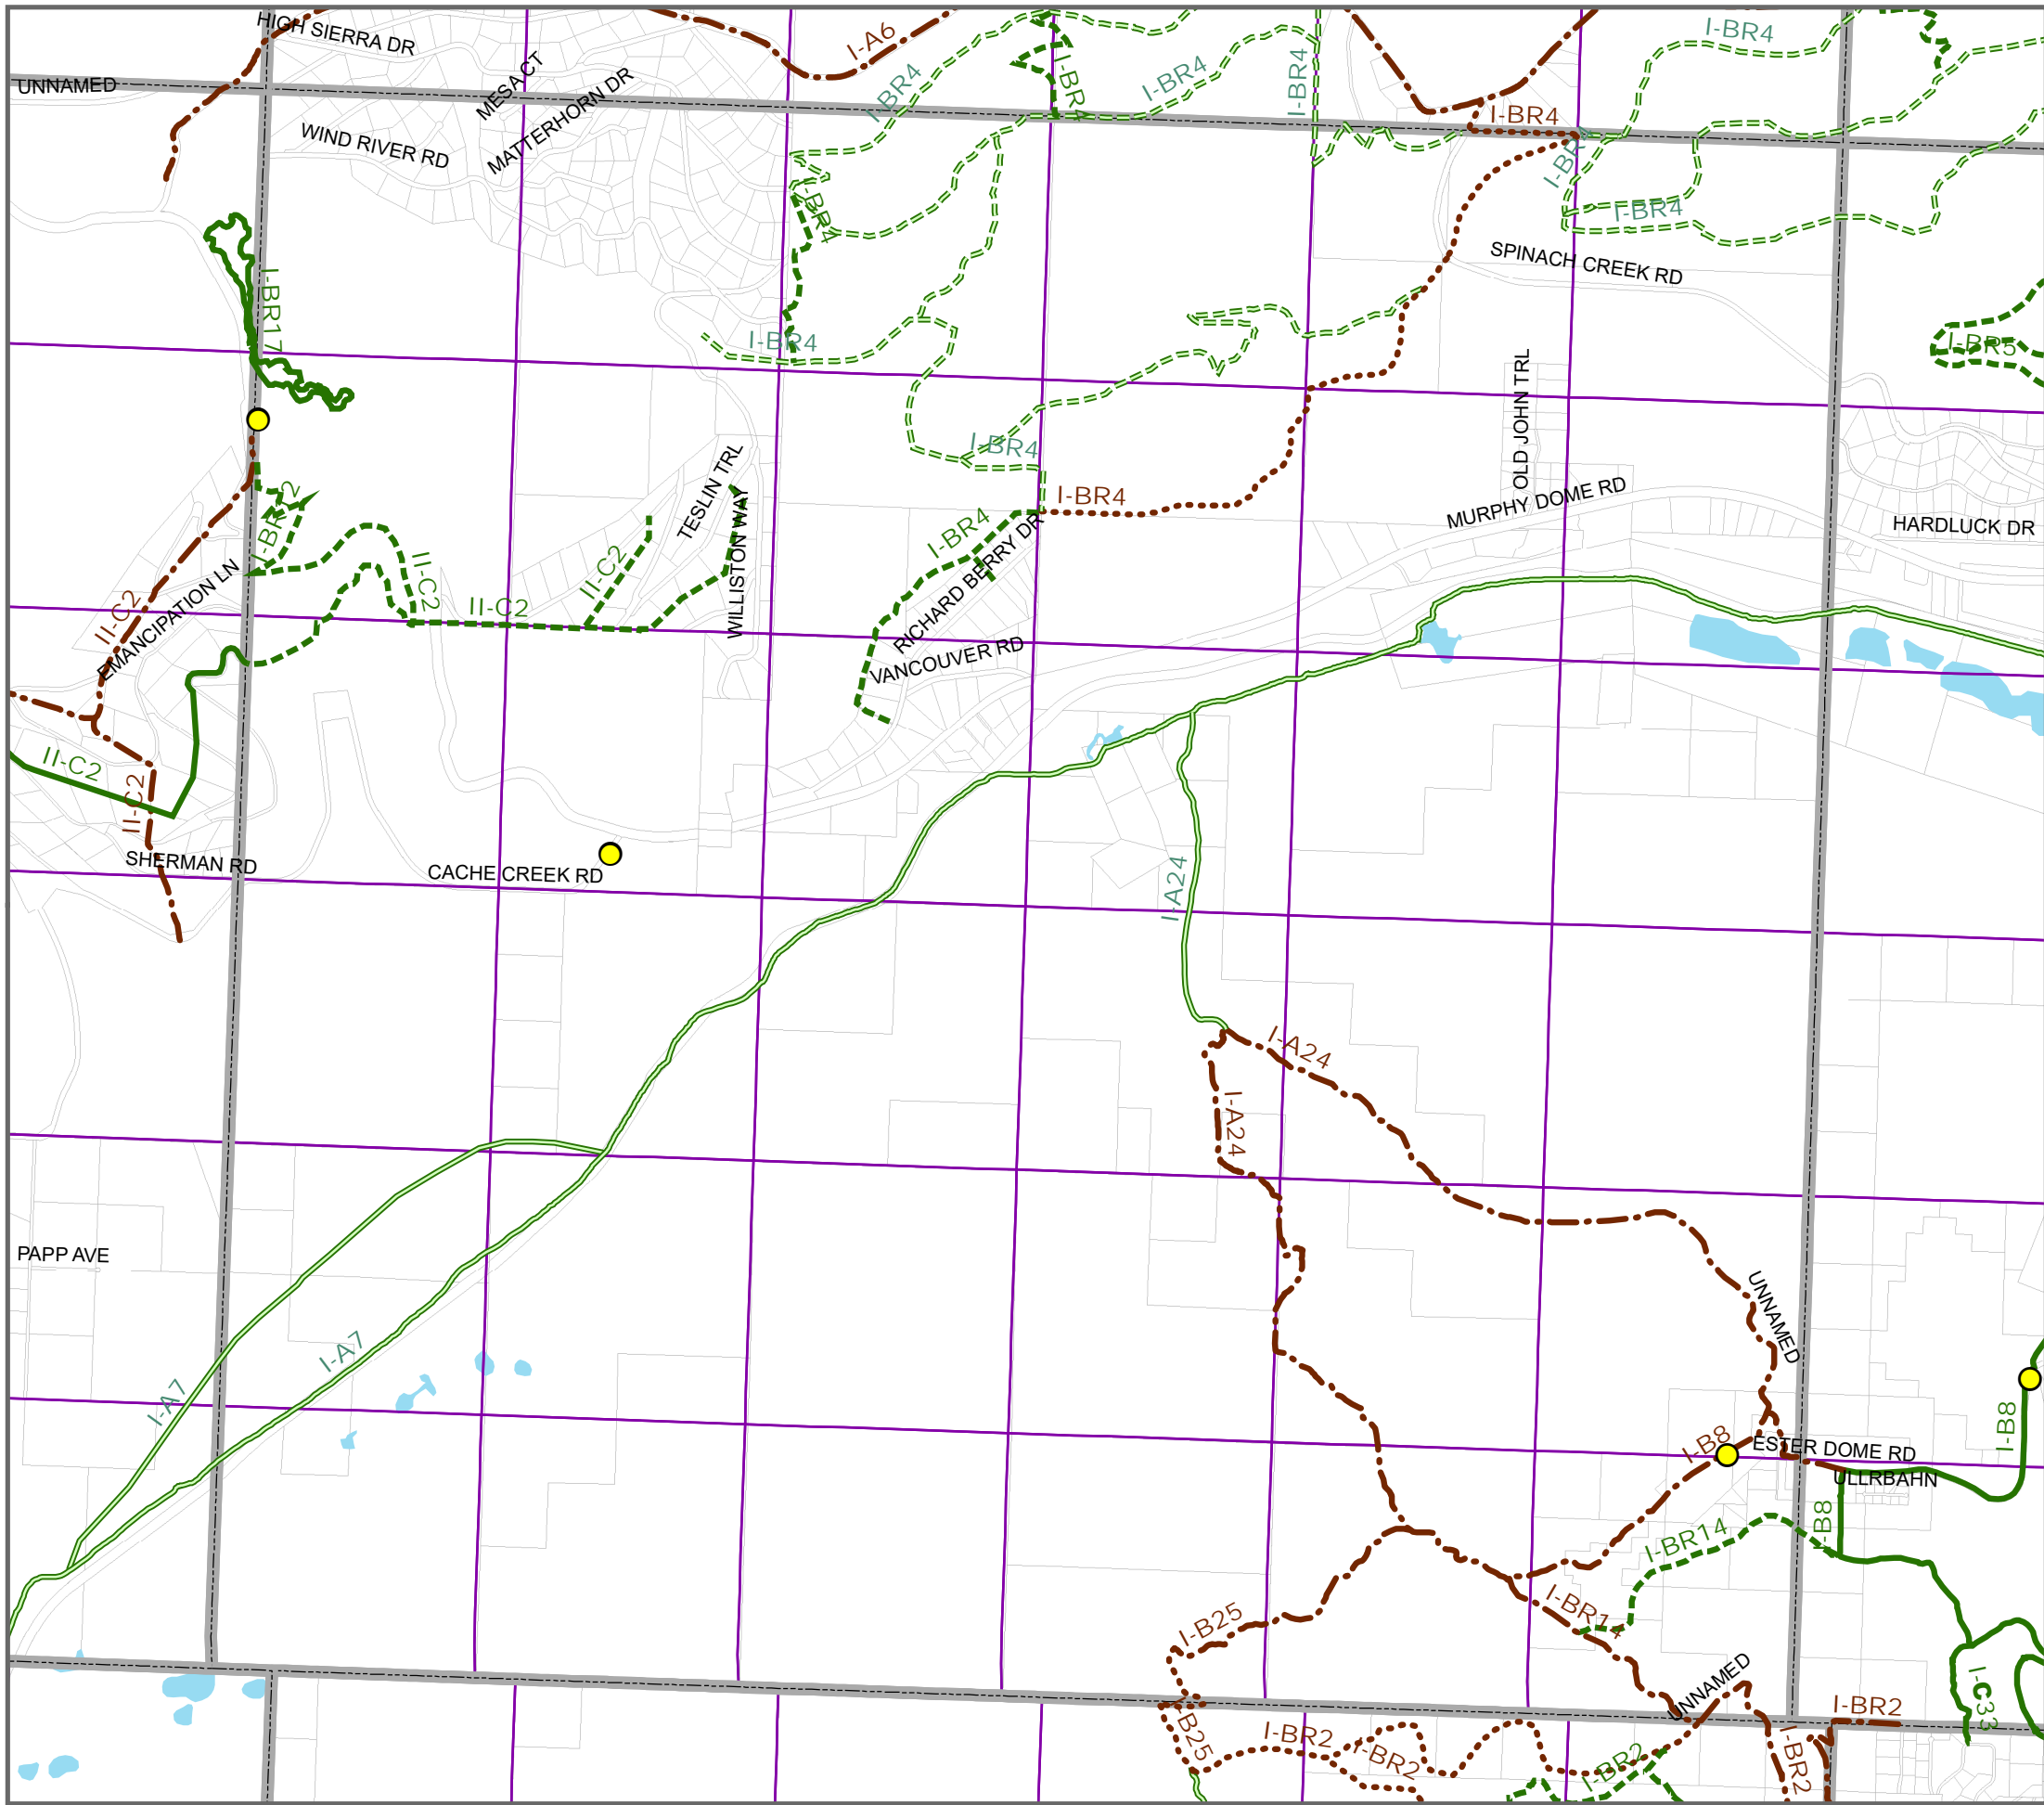 HIGH SIERRA DR
I-A6
I-BR4
UNNAMED
MESA CT
I-BR4
I-BR4
I-BR4
I-BR4
MATTERHORN DR
I-BR4
WIND RIVER RD
I-BR4
I-BR4
I-BR4
SPINACH CREEK RD
I-BR17
I-BR4
I-BR5
OLD JOHN TRL
I-BR4
TESLIN TRL
I-BR4
MURPHY DOME RD
HARDLUCK DR
WILLISTON WAY
I-BR4
RICHARD BERRY DR
II-C2
II-C2
II-C2
II-C2
EMANCIPATION LN
VANCOUVER RD
II-C2
II-C2
SHERMAN RD
CACHE CREEK RD
I-A24
I-A24
I-A24
PAPP AVE
UNNAMED
I-A7
I-A7
I-B8
I-B8
ESTER DOME RD
ULLRBAHN
I-B8
I-BR14
I-BR14
I-B25
UNNAMED
I-C33
I-BR2
I-B25
I-BR2
I-BR2
I-BR2
I-BR2